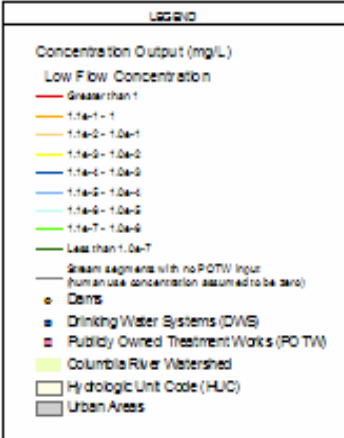 LEGEND
Concentration Output (mg/L)
Low Flow Concentration
Greater than 1
1.1e-1 - 1
1.1e-2 - 1.0e-1
1.1e-3 - 1.0e-2
1.1e-4 - 1.0e-3
1.1e-5 - 1.0e-4
1.1e-6 - 1.0e-5
1.1e-7 - 1.0e-6
Less than 1.0e-7
Stream segments with no POTW input
(human use concentration assumed to be zero)
Dams
Drinking Water Systems (DWS)
Publicly Owned Treatment Works (POTW)
Columbia River Watershed
Hydrologic Unit Code (HUC)
Urban Areas